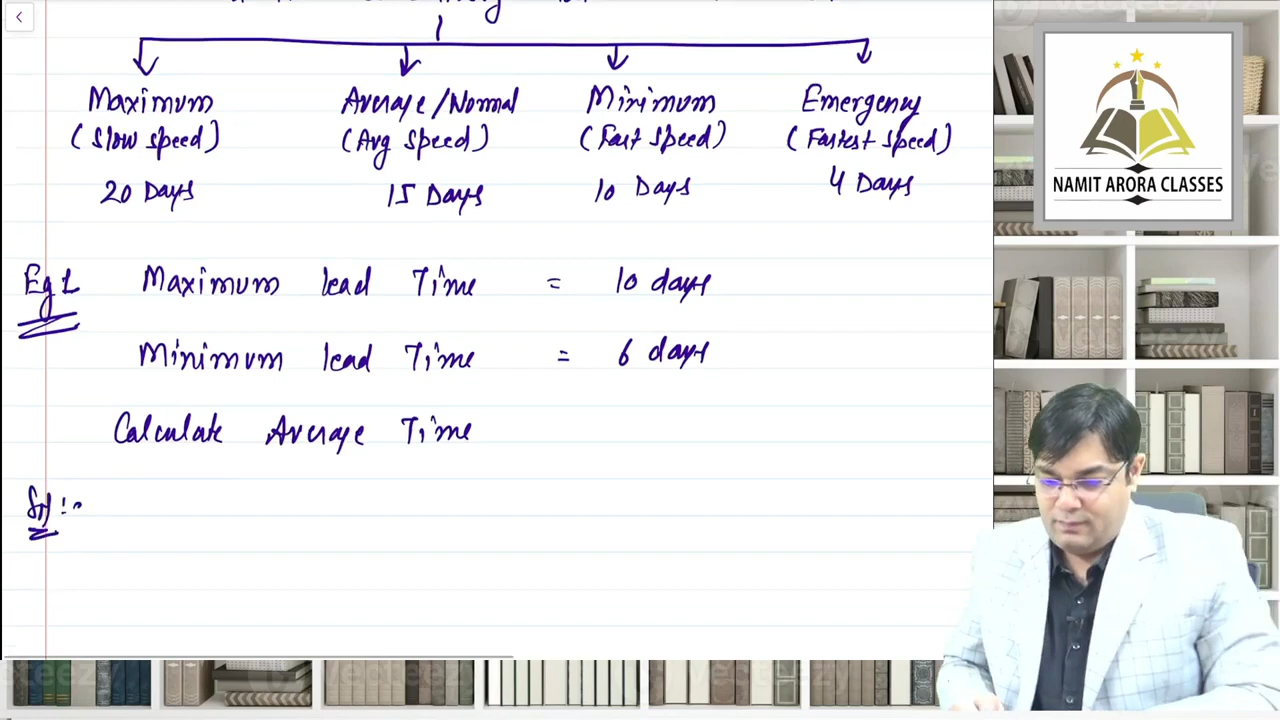 Maximum Average/Normal Minimum Emergency
(Slow speed) (Avg Speed) (Fast Speed) (Fastest Speed)
20 Days 15 Days 10 Days 4 Days
Eg 1 Maximum lead Time = 10 days
Minimum lead Time = 6 days
Calculate Average Time
Sol :-
NAMIT ARORA CLASSES